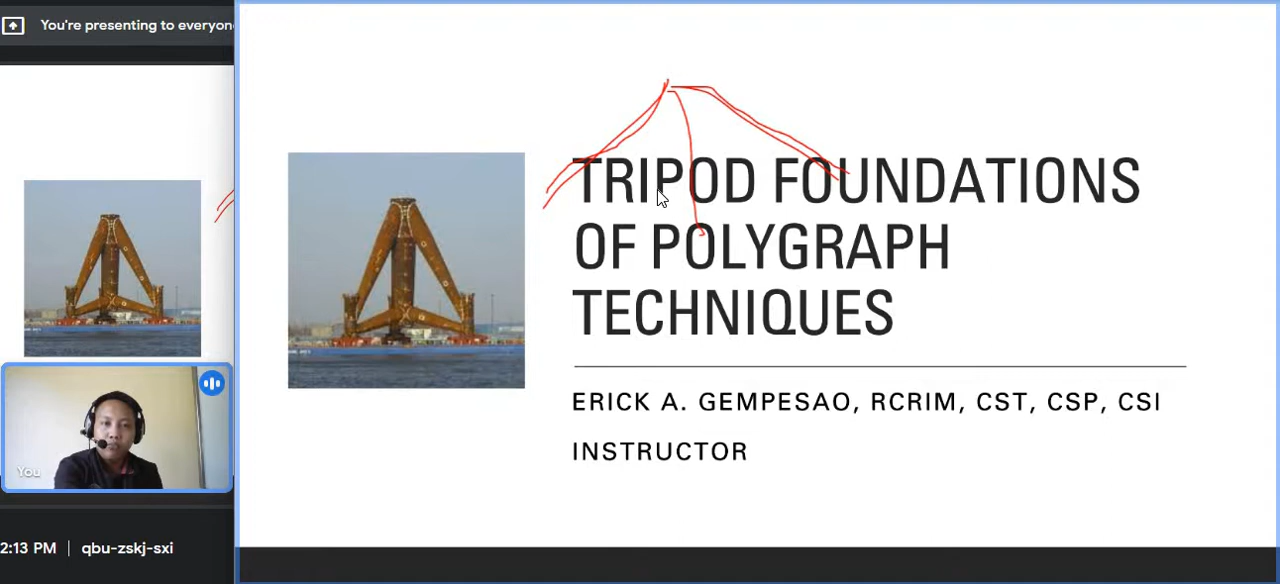 You're presenting to everyon
TRIPOD FOUNDATIONS
OF POLYGRAPH
TECHNIQUES
ERICK A. GEMPESAO, RCRIM, CST, CSP, CSI
INSTRUCTOR
You
2:13 PM | qbu-zskj-sxi